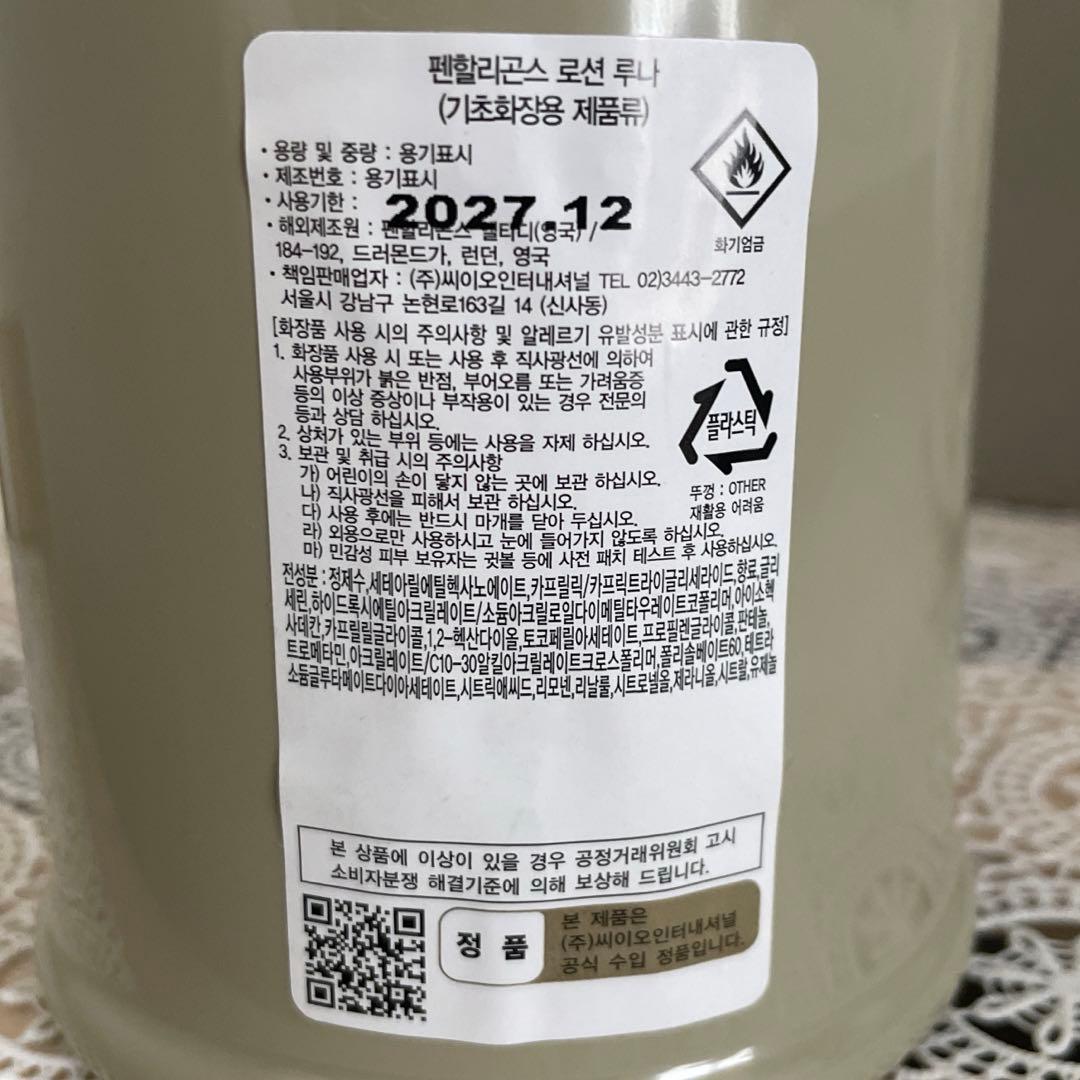 펜할리곤스 로션 루나
(기초화장용 제품류)
• 용량 및 중량 : 용기표시
• 제조번호 : 용기표시
• 사용기한 : 2027.12
• 해외제조원 : 펜할리곤스 엘티디(영국) /
184-192, 드러몬드가, 런던, 영국
• 책임판매업자 : (주)씨이오인터내셔널 TEL 02)3443-2772
서울시 강남구 논현로163길 14 (신사동)
화기엄금
[화장품 사용 시의 주의사항 및 알레르기 유발성분 표시에 관한 규정]
1. 화장품 사용 시 또는 사용 후 직사광선에 의하여
사용부위가 붉은 반점, 부어오름 또는 가려움증
등의 이상 증상이나 부작용이 있는 경우 전문의
등과 상담 하십시오.
2. 상처가 있는 부위 등에는 사용을 자제 하십시오.
3. 보관 및 취급 시의 주의사항
가) 어린이의 손이 닿지 않는 곳에 보관 하십시오.
나) 직사광선을 피해서 보관 하십시오.
다) 사용 후에는 반드시 마개를 닫아 두십시오.
라) 외용으로만 사용하시고 눈에 들어가지 않도록 하십시오.
마) 민감성 피부 보유자는 귓볼 등에 사전 패치 테스트 후 사용하십시오.
플라스틱
뚜껑 : OTHER
재활용 어려움
전성분 : 정제수,세테아릴에틸헥사노에이트,카프릴릭/카프릭트라이글리세라이드,향료,글리
세린,하이드록시에틸아크릴레이트/소듐아크릴로일다이메틸타우레이트코폴리머,아이소헥
사데칸,카프릴릴글라이콜,1,2-헥산다이올,토코페릴아세테이트,프로필렌글라이콜,판테놀,
트로메타민,아크릴레이트/C10-30알킬아크릴레이트크로스폴리머,폴리솔베이트60,테트라
소듐글루타메이트다이아세테이트,시트릭애씨드,리모넨,리날룰,시트로넬올,제라니올,시트랄,유제놀
본 상품에 이상이 있을 경우 공정거래위원회 고시
소비자분쟁 해결기준에 의해 보상해 드립니다.
정 품
본 제품은
(주)씨이오인터내셔널
공식 수입 정품입니다.